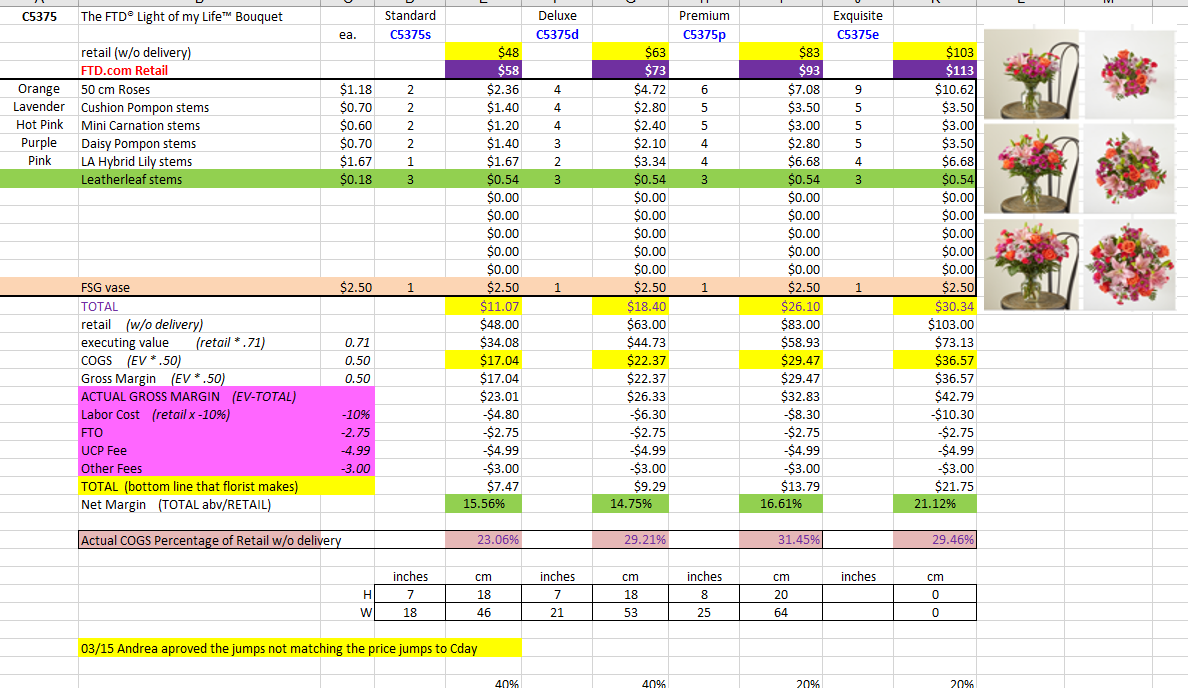 C5375 The FTD® Light of my Life™ Bouquet Standard Deluxe Premium Exquisite
ea. C5375s C5375d C5375p C5375e
retail (w/o delivery) $48 $63 $83 $103
FTD.com Retail $58 $73 $93 $113
Orange 50 cm Roses $1.18 2 $2.36 4 $4.72 6 $7.08 9 $10.62
Lavender Cushion Pompon stems $0.70 2 $1.40 4 $2.80 5 $3.50 5 $3.50
Hot Pink Mini Carnation stems $0.60 2 $1.20 4 $2.40 5 $3.00 5 $3.00
Purple Daisy Pompon stems $0.70 2 $1.40 3 $2.10 4 $2.80 5 $3.50
Pink LA Hybrid Lily stems $1.67 1 $1.67 2 $3.34 4 $6.68 4 $6.68
Leatherleaf stems $0.18 3 $0.54 3 $0.54 3 $0.54 3 $0.54
$0.00 $0.00 $0.00 $0.00
$0.00 $0.00 $0.00 $0.00
$0.00 $0.00 $0.00 $0.00
$0.00 $0.00 $0.00 $0.00
$0.00 $0.00 $0.00 $0.00
FSG vase $2.50 1 $2.50 1 $2.50 1 $2.50 1 $2.50
TOTAL $11.07 $18.40 $26.10 $30.34
retail (w/o delivery) $48.00 $63.00 $83.00 $103.00
executing value (retail * .71) 0.71 $34.08 $44.73 $58.93 $73.13
COGS (EV * .50) 0.50 $17.04 $22.37 $29.47 $36.57
Gross Margin (EV * .50) 0.50 $17.04 $22.37 $29.47 $36.57
ACTUAL GROSS MARGIN (EV-TOTAL) $23.01 $26.33 $32.83 $42.79
Labor Cost (retail x -10%) -10% -$4.80 -$6.30 -$8.30 -$10.30
FTO -2.75 -$2.75 -$2.75 -$2.75 -$2.75
UCP Fee -4.99 -$4.99 -$4.99 -$4.99 -$4.99
Other Fees -3.00 -$3.00 -$3.00 -$3.00 -$3.00
TOTAL (bottom line that florist makes) $7.47 $9.29 $13.79 $21.75
Net Margin (TOTAL abv/RETAIL) 15.56% 14.75% 16.61% 21.12%
Actual COGS Percentage of Retail w/o delivery 23.06% 29.21% 31.45% 29.46%
inches cm inches cm inches cm inches cm
H 7 18 7 18 8 20 0
W 18 46 21 53 25 64 0
03/15 Andrea aproved the jumps not matching the price jumps to Cday
40% 40% 20% 20%